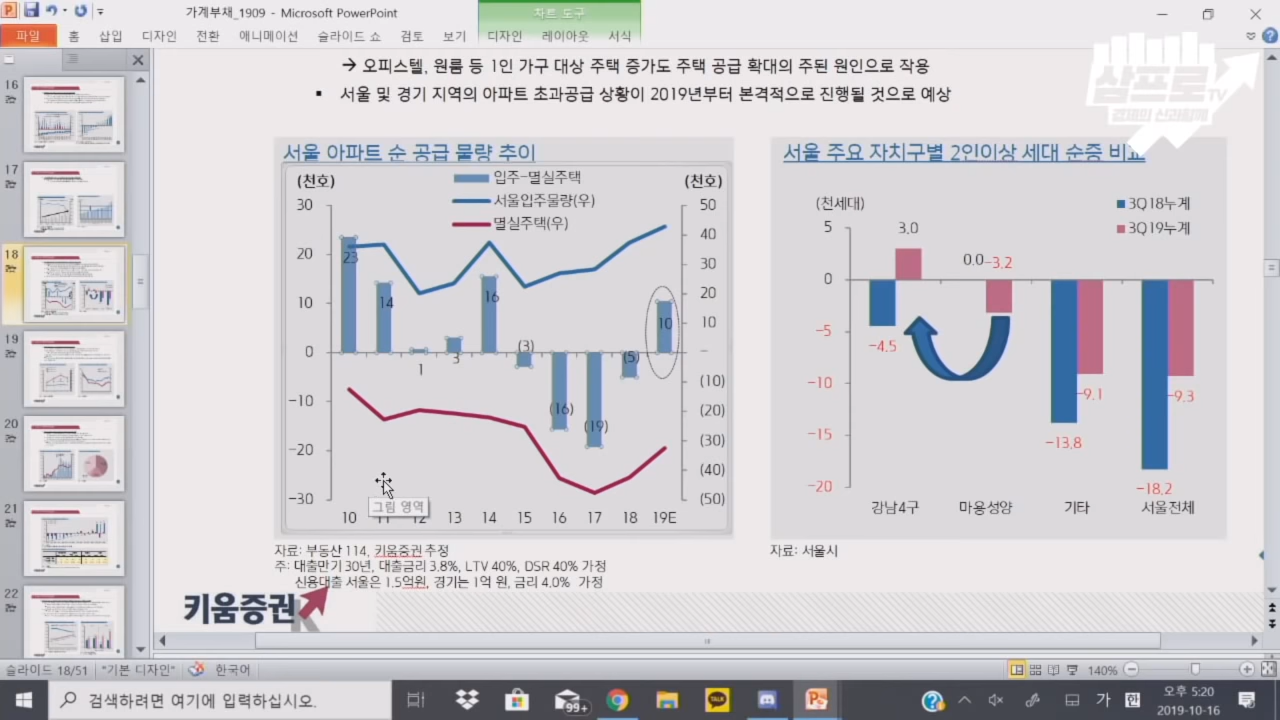 가계부채_1909 - Microsoft PowerPoint
차트 도구
파일 홈 삽입 디자인 전환 애니메이션 슬라이드 쇼 검토 보기 디자인 레이아웃 서식
→ 오피스텔, 원룸 등 1인 가구 대상 주택 증가도 주택 공급 확대의 주된 원인으로 작용
▪ 서울 및 경기 지역의 아파트 초과공급 상황이 2019년부터 본격적으로 진행될 것으로 예상
삼프로TV
경제의 신과함께
16
17
18
19
20
21
22
서울 아파트 순 공급 물량 추이
(천호) (천호)
입주-멸실주택
서울입주물량(우)
멸실주택(우)
30
20
10
0
-10
-20
-30
50
40
30
20
10
-
(10)
(20)
(30)
(40)
(50)
23 14 1 3 16 (3) (16) (19) (5) 10
10 11 12 13 14 15 16 17 18 19E
그림 영역
자료: 부동산 114, 키움증권 추정
주: 대출만기 30년, 대출금리 3.8%, LTV 40%, DSR 40% 가정
신용대출 서울은 1.5억원, 경기는 1억 원, 금리 4.0% 가정
서울 주요 자치구별 2인이상 세대 순증 비교
(천세대)
3Q18누계
3Q19누계
5
0
-5
-10
-15
-20
3.0
0.0 -3.2
-4.5
-9.1
-9.3
-13.8
-18.2
강남4구 마용성양 기타 서울전체
자료: 서울시
키움증권
슬라이드 18/51 "기본 디자인" 한국어
140%
검색하려면 여기에 입력하십시오.
99+
TALK
가 한
오후 5:20
2019-10-16